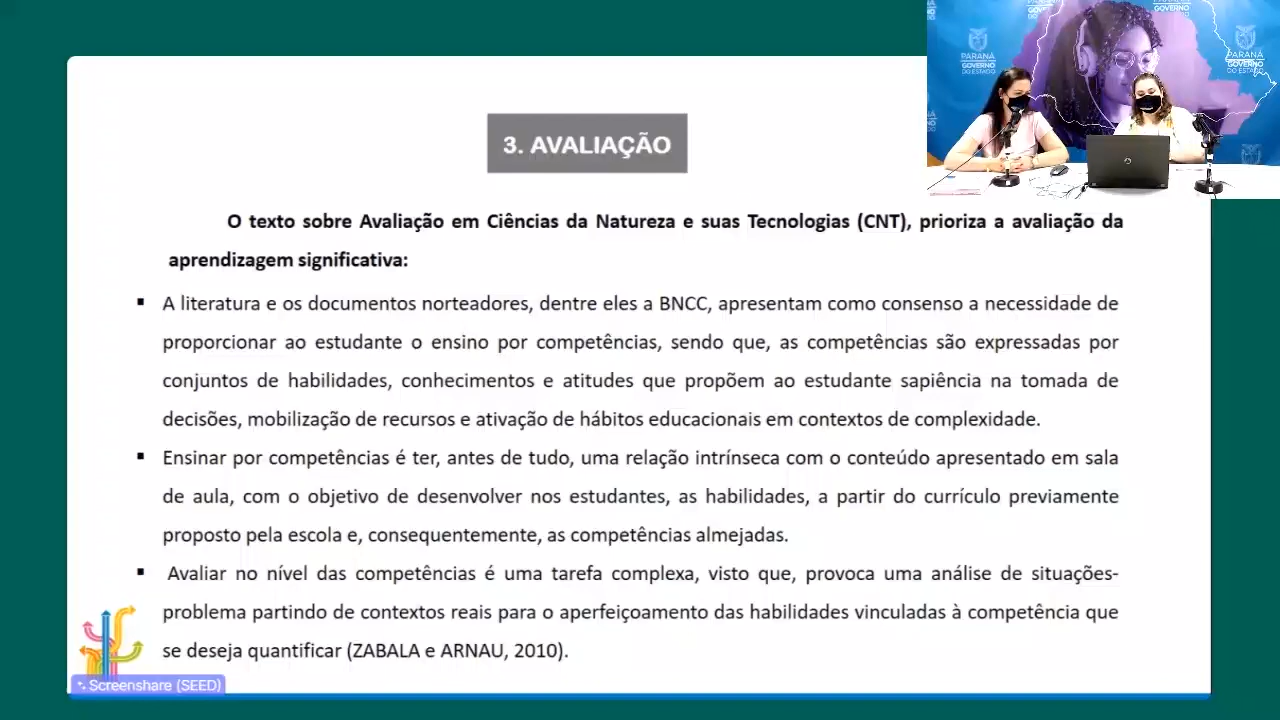 GOVERNO
GOVERNO
PARANÁ
GOVERNO
DO ESTADO
PARANÁ
GOVERNO
DO ESTADO
3. AVALIAÇÃO
O texto sobre Avaliação em Ciências da Natureza e suas Tecnologias (CNT), prioriza a avaliação da
aprendizagem significativa:
▪ A literatura e os documentos norteadores, dentre eles a BNCC, apresentam como consenso a necessidade de
proporcionar ao estudante o ensino por competências, sendo que, as competências são expressadas por
conjuntos de habilidades, conhecimentos e atitudes que propõem ao estudante sapiência na tomada de
decisões, mobilização de recursos e ativação de hábitos educacionais em contextos de complexidade.
▪ Ensinar por competências é ter, antes de tudo, uma relação intrínseca com o conteúdo apresentado em sala
de aula, com o objetivo de desenvolver nos estudantes, as habilidades, a partir do currículo previamente
proposto pela escola e, consequentemente, as competências almejadas.
▪ Avaliar no nível das competências é uma tarefa complexa, visto que, provoca uma análise de situações-
problema partindo de contextos reais para o aperfeiçoamento das habilidades vinculadas à competência que
se deseja quantificar (ZABALA e ARNAU, 2010).
Screenshare (SEED)